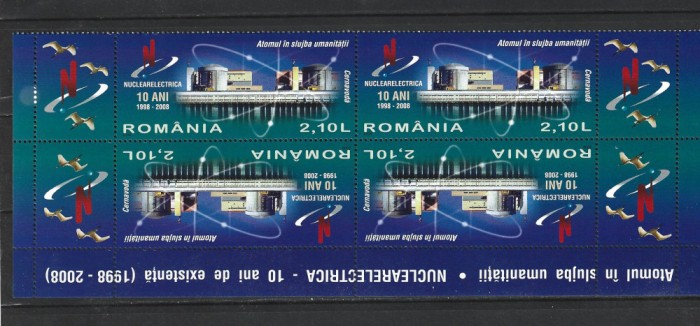 Atomul în slujba umanității
NUCLEARELECTRICA
10 ANI
1998 - 2008
Cernavodă
ROMÂNIA 2,10L
Atomul în slujba umanității
NUCLEARELECTRICA
10 ANI
1998 - 2008
Cernavodă
ROMÂNIA 2,10L
ROMÂNIA 2,10L
Cernavodă
1998 - 2008
10 ANI
NUCLEARELECTRICA
Atomul în slujba umanității
ROMÂNIA 2,10L
Cernavodă
1998 - 2008
10 ANI
NUCLEARELECTRICA
Atomul în slujba umanității
Atomul în slujba umanității • NUCLEARELECTRICA - 10 ani de existență (1998 - 2008)